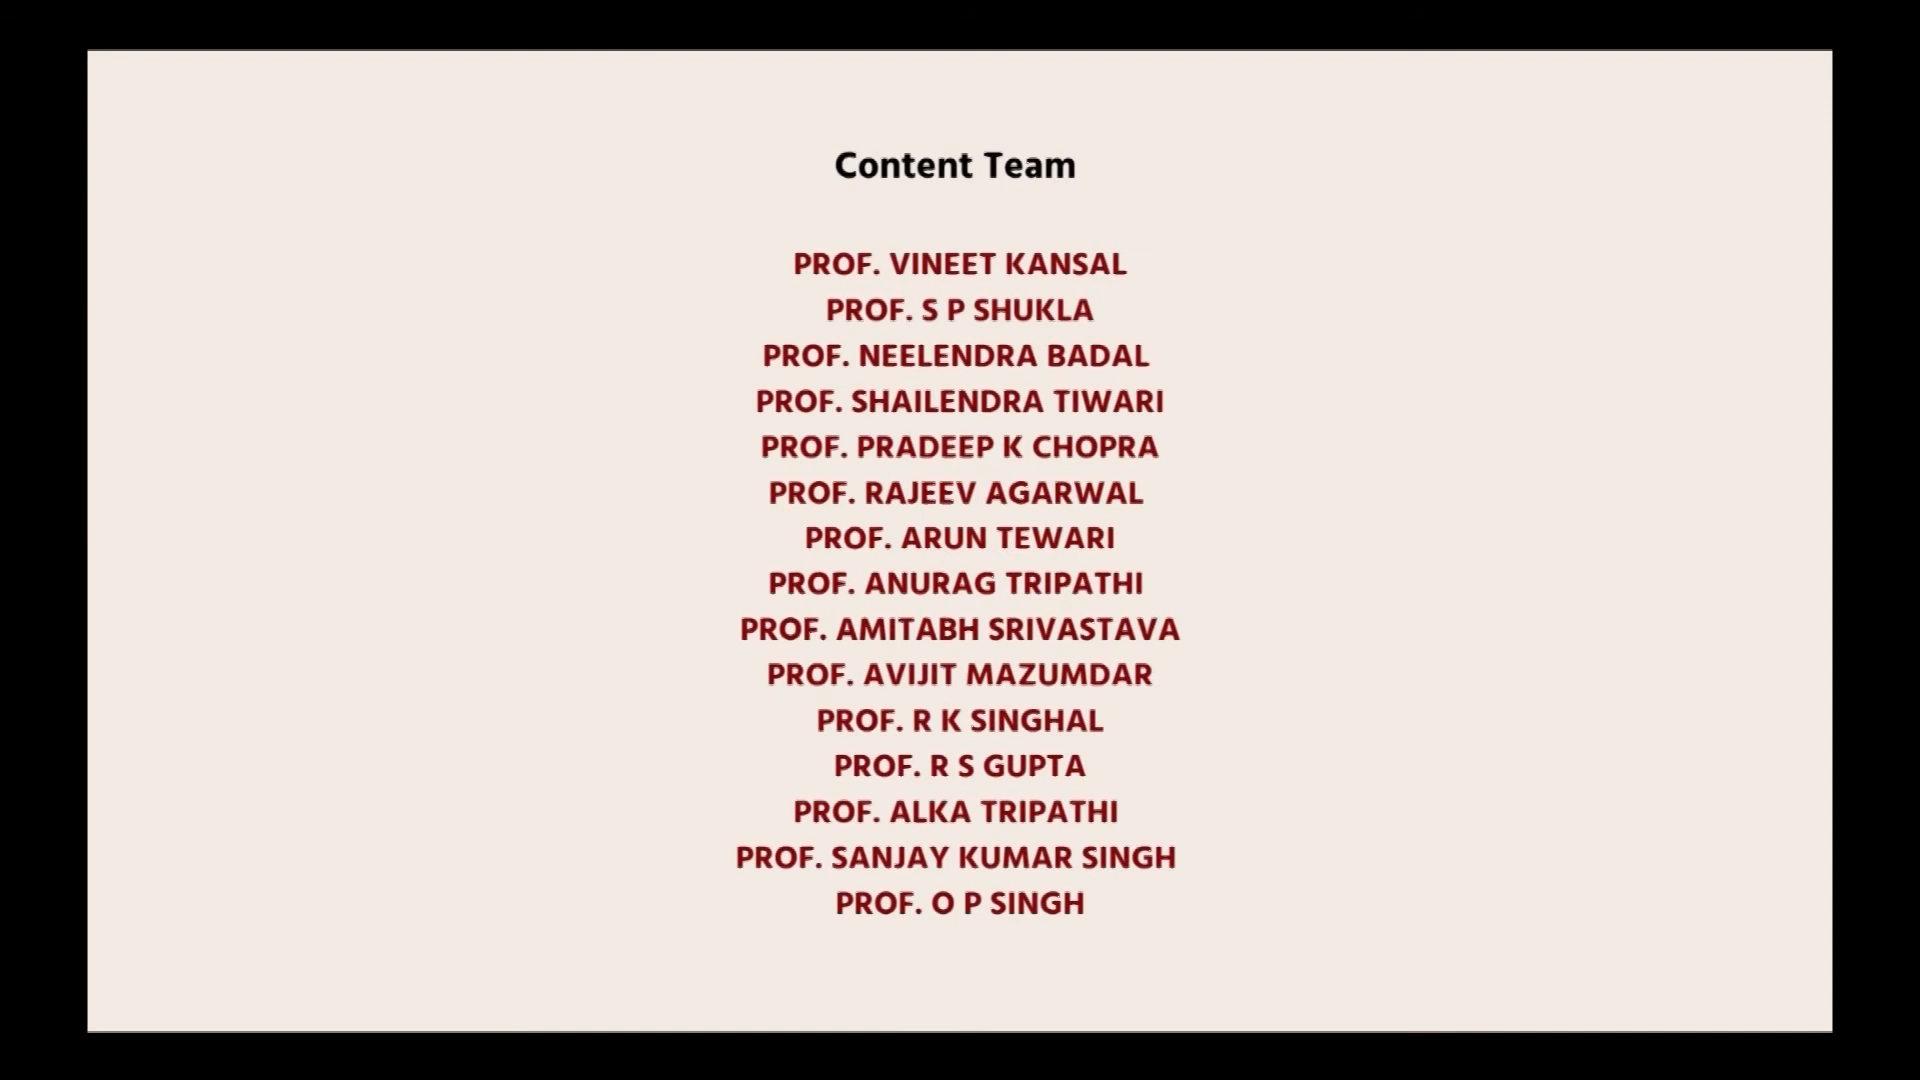 Content Team
PROF. VINEET KANSAL
PROF. S P SHUKLA
PROF. NEELENDRA BADAL
PROF. SHAILENDRA TIWARI
PROF. PRADEEP K CHOPRA
PROF. RAJEEV AGARWAL
PROF. ARUN TEWARI
PROF. ANURAG TRIPATHI
PROF. AMITABH SRIVASTAVA
PROF. AVIJIT MAZUMDAR
PROF. R K SINGHAL
PROF. R S GUPTA
PROF. ALKA TRIPATHI
PROF. SANJAY KUMAR SINGH
PROF. O P SINGH